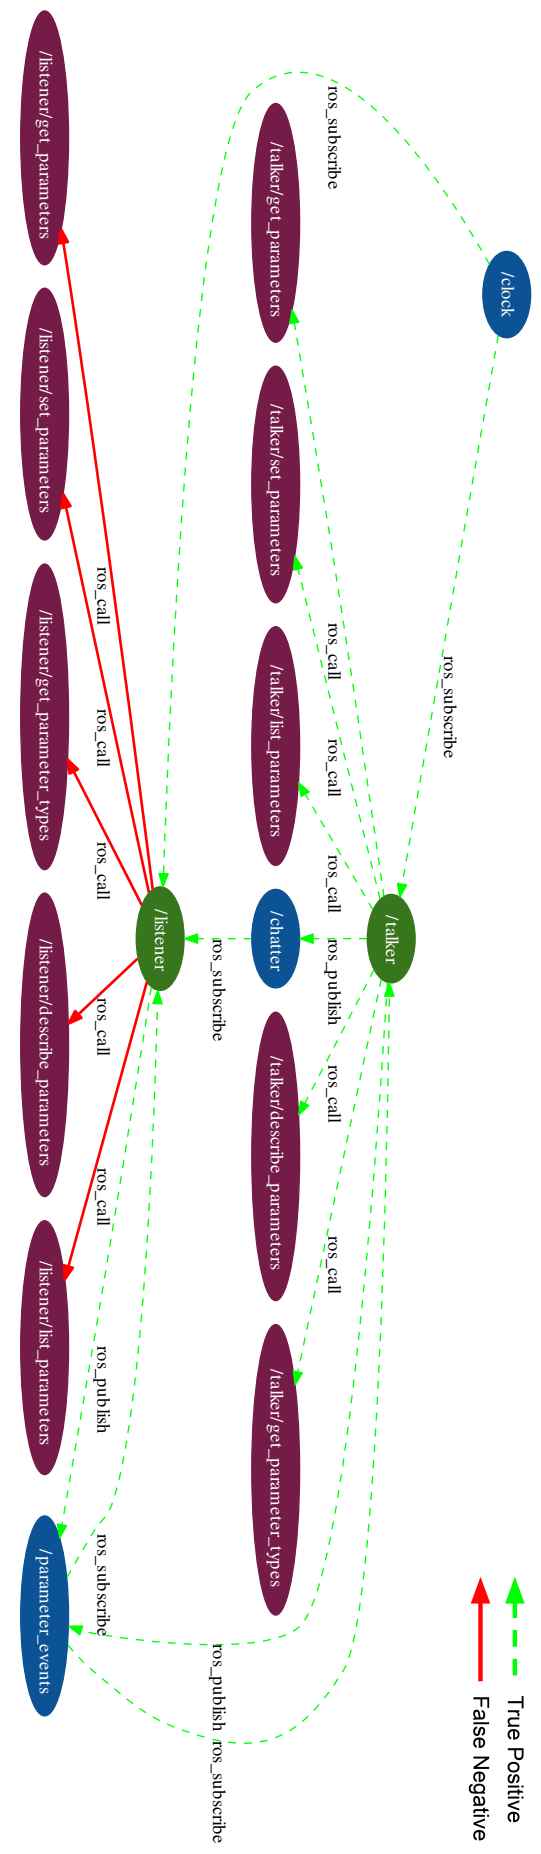 True Positive
/clock
False Negative
ros_subscribe
/talker
ros_subscribe
ros_call
ros_call
ros_call
ros_publish
ros_call
ros_call
/talker/get_parameters
/talker/set_parameters
/talker/list_parameters
/chatter
/talker/describe_parameters
/talker/get_parameter_types
ros_subscribe
ros_publish
ros_subscribe
/listener
ros_call
ros_call
ros_call
ros_call
ros_call
ros_publish
ros_subscribe
/listener/get_parameters
/listener/set_parameters
/listener/get_parameter_types
/listener/describe_parameters
/listener/list_parameters
/parameter_events